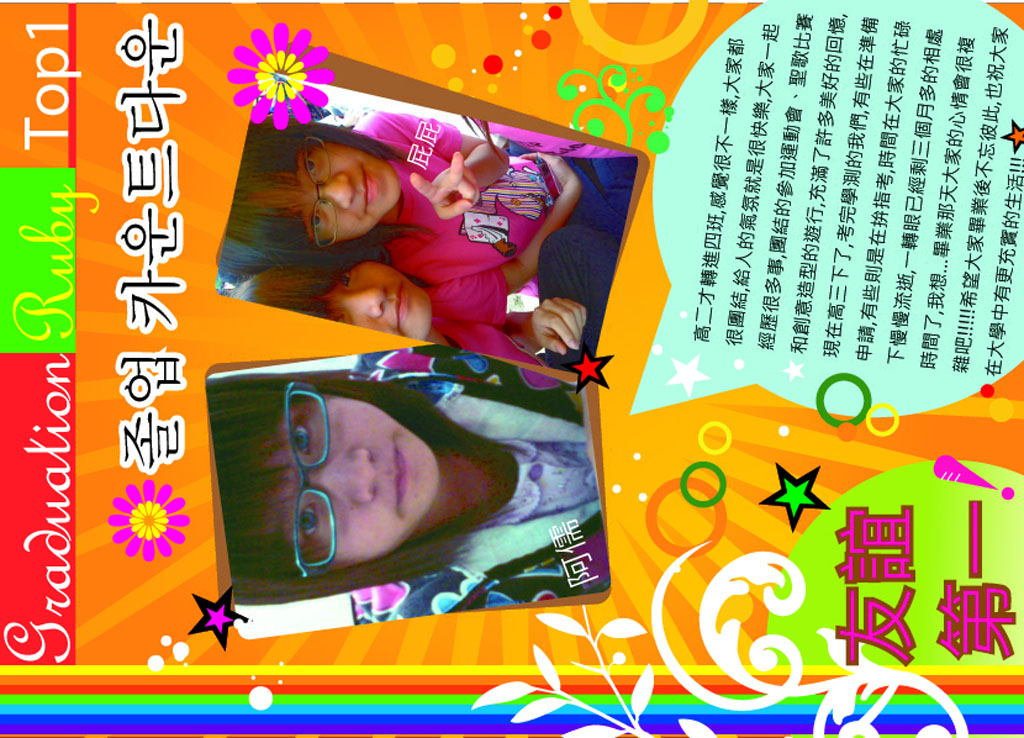 Graduation Ruby Top1
졸업 카운트다운
屁屁
阿儒
高二才轉進四班,感覺很不一樣,大家都
很團結,給人的氣氛就是很快樂,大家一起
經歷很多事,團結的參加運動會、聖歌比賽
和創意造型的遊行,充滿了許多美好的回憶,
現在高三下了,考完學測的我們,有些在準備
申請,有些則是在拚指考,時間在大家的忙碌
下慢慢流逝,一轉眼已經剩三個月多的相處
時間了,我想...畢業那天大家的心情會很複
雜吧!!!!!!希望大家畢業後不忘彼此,也祝大家
在大學中有更充實的生活!!!
友誼
第一!